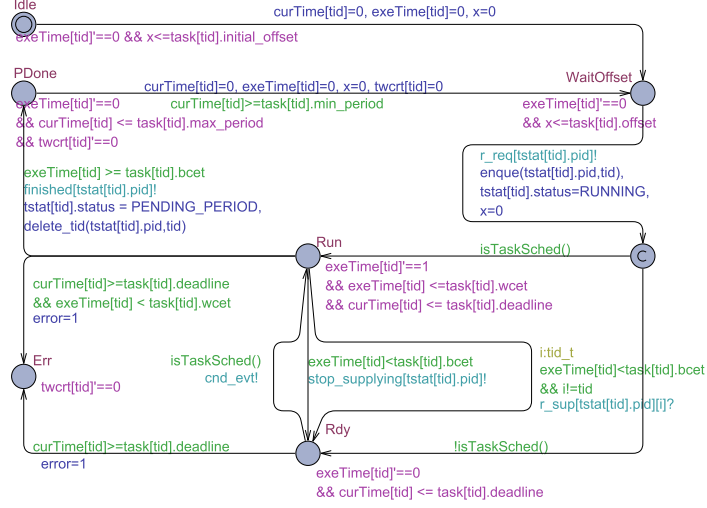 Idle
curTime[tid]=0, exeTime[tid]=0, x=0
exeTime[tid]'==0 && x<=task[tid].initial_offset
PDone
curTime[tid]=0, exeTime[tid]=0, x=0, twcrt[tid]=0
WaitOffset
exeTime[tid]'==0
curTime[tid]>=task[tid].min_period
exeTime[tid]'==0
&& curTime[tid] <= task[tid].max_period
&& x<=task[tid].offset
&& twcrt[tid]'==0
r_req[tstat[tid].pid]!
enque(tstat[tid].pid,tid),
tstat[tid].status=RUNNING,
x=0
exeTime[tid] >= task[tid].bcet
finished[tstat[tid].pid]!
tstat[tid].status = PENDING_PERIOD,
delete_tid(tstat[tid].pid,tid)
Run
isTaskSched()
C
exeTime[tid]'==1
&& exeTime[tid] <=task[tid].wcet
&& curTime[tid] <= task[tid].deadline
curTime[tid]>=task[tid].deadline
&& exeTime[tid] < task[tid].wcet
error=1
Err
twcrt[tid]'==0
isTaskSched()
cnd_evt!
exeTime[tid]<task[tid].bcet
stop_supplying[tstat[tid].pid]!
i:tid_t
exeTime[tid]<task[tid].bcet
&& i!=tid
r_sup[tstat[tid].pid][i]?
Rdy
curTime[tid]>=task[tid].deadline
error=1
!isTaskSched()
exeTime[tid]'==0
&& curTime[tid] <= task[tid].deadline